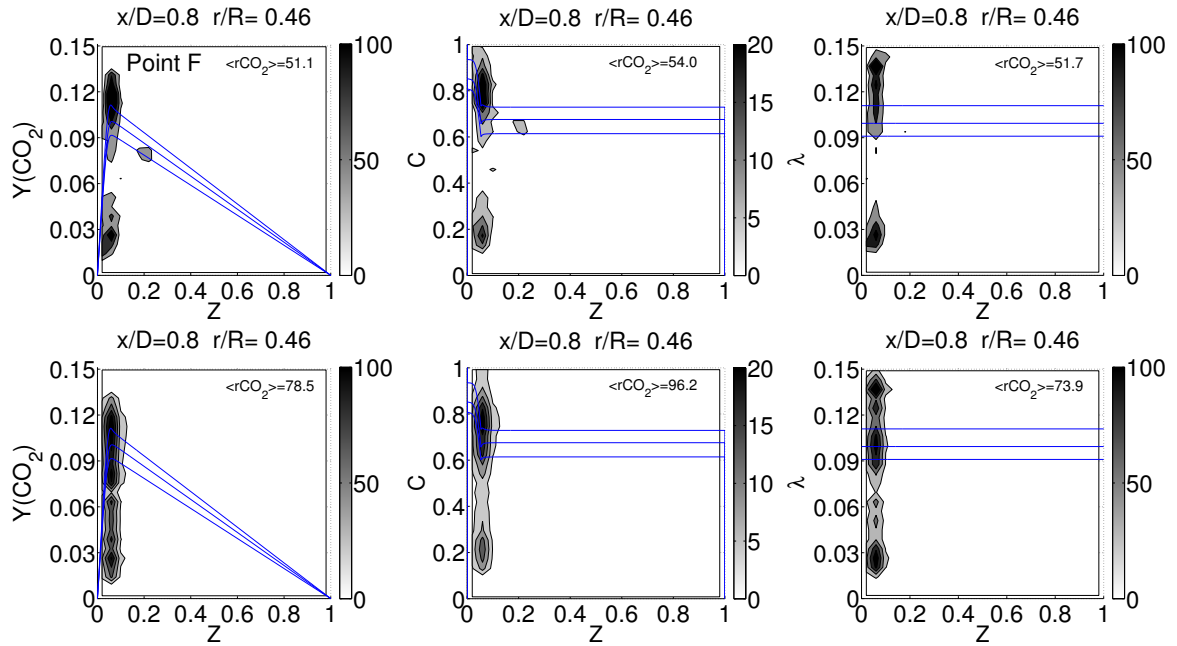 x/D=0.8 r/R= 0.46
x/D=0.8 r/R= 0.46
x/D=0.8 r/R= 0.46
Point F
<rCO2>=51.1
Y(CO2)
0.15
0.12
0.09
0.06
0.03
0
0 0.2 0.4 0.6 0.8 1
Z
100
50
0
<rCO2>=54.0
C
1
0.8
0.6
0.4
0.2
0
0 0.2 0.4 0.6 0.8 1
Z
20
15
10
5
0
<rCO2>=51.7
λ
0.15
0.12
0.09
0.06
0.03
0
0 0.2 0.4 0.6 0.8 1
Z
100
50
0
x/D=0.8 r/R= 0.46
x/D=0.8 r/R= 0.46
x/D=0.8 r/R= 0.46
<rCO2>=78.5
Y(CO2)
0.15
0.12
0.09
0.06
0.03
0
0 0.2 0.4 0.6 0.8 1
Z
100
50
0
<rCO2>=96.2
C
1
0.8
0.6
0.4
0.2
0
0 0.2 0.4 0.6 0.8 1
Z
20
15
10
5
0
<rCO2>=73.9
λ
0.15
0.12
0.09
0.06
0.03
0
0 0.2 0.4 0.6 0.8 1
Z
100
50
0